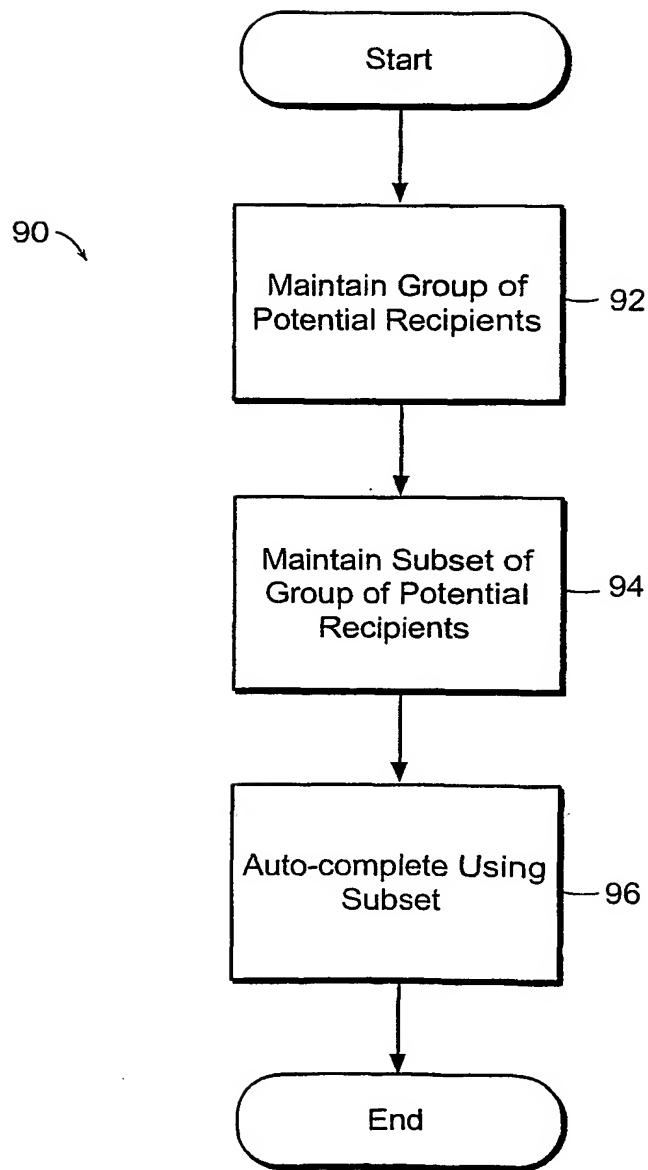 Start
90
Maintain Group of
Potential Recipients
92
Maintain Subset of
Group of Potential
Recipients
94
Auto-complete Using
Subset
96
End